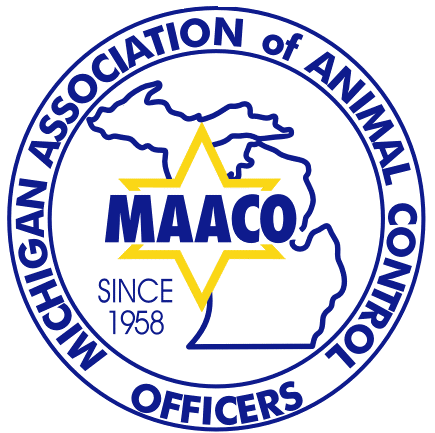 MICHIGAN ASSOCIATION of ANIMAL CONTROL
OFFICERS
MAACO
SINCE
1958